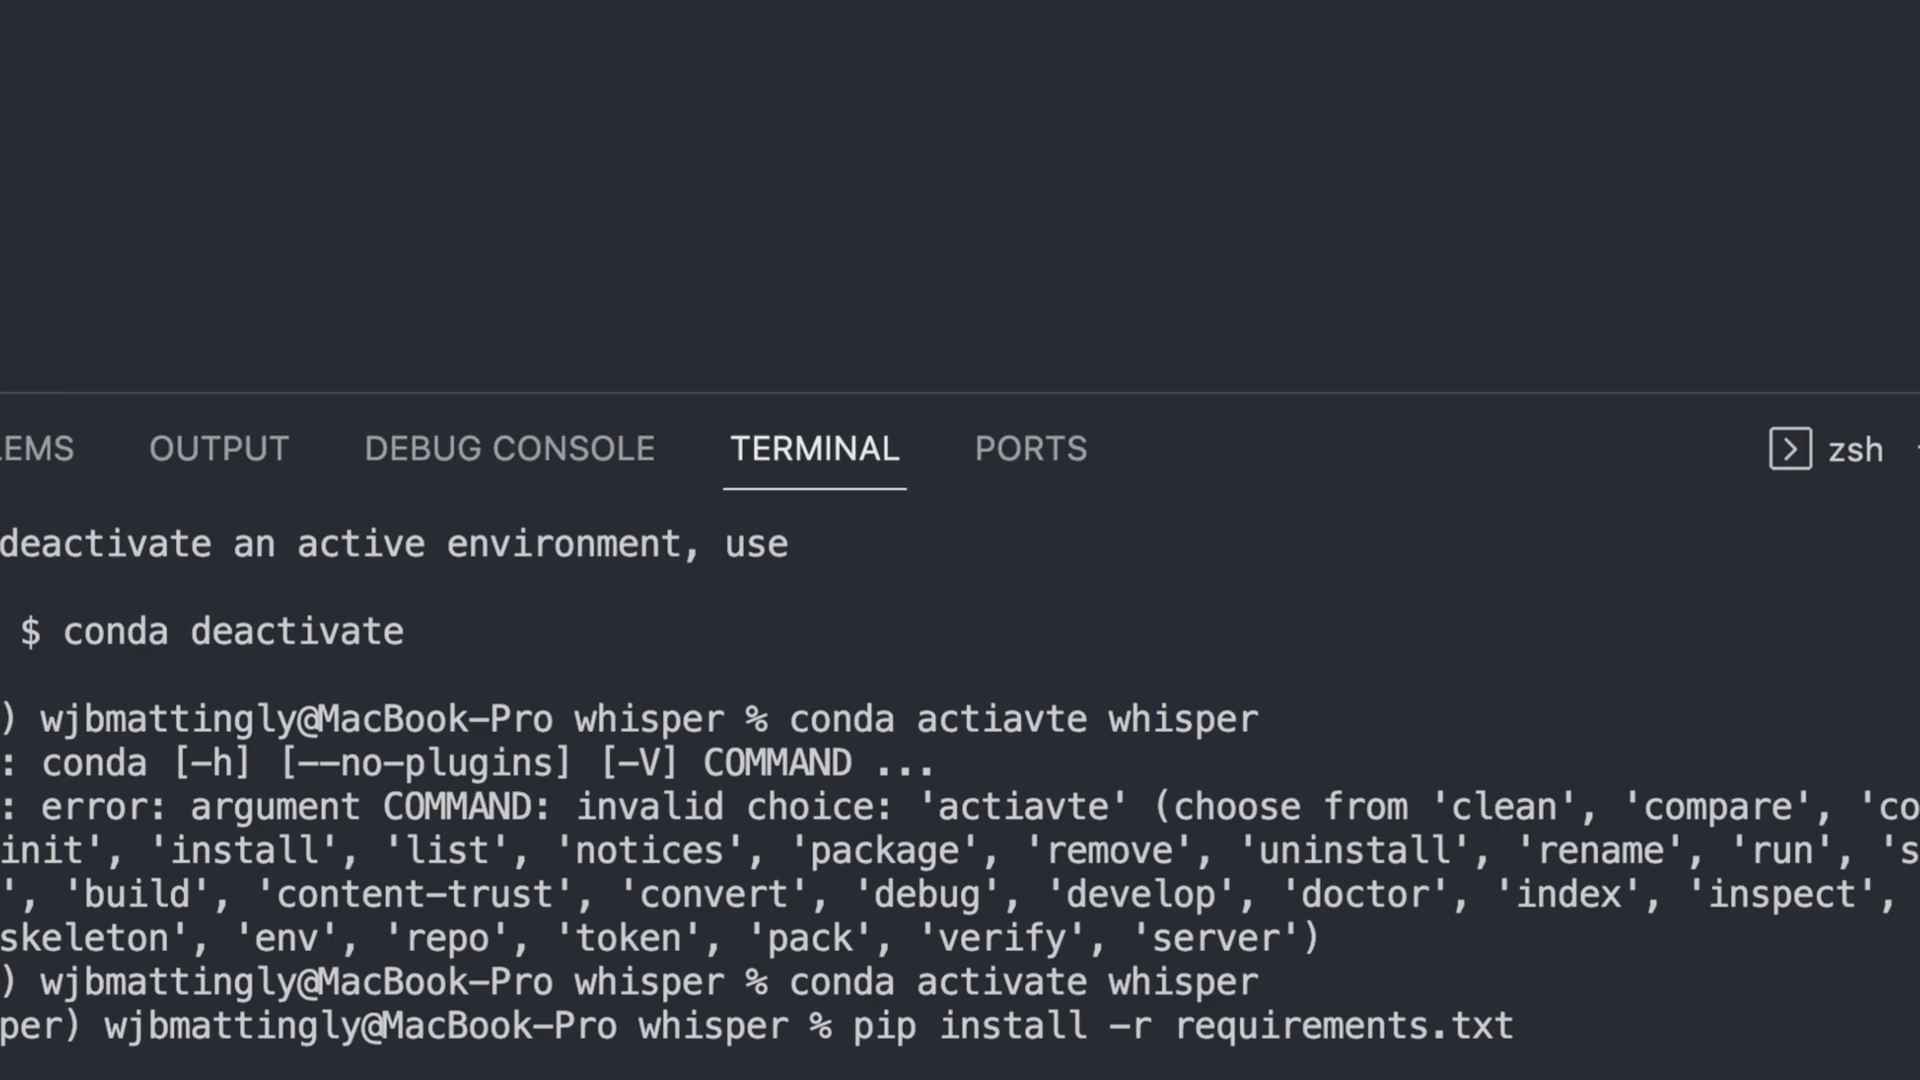 LEMS OUTPUT DEBUG CONSOLE TERMINAL PORTS zsh
deactivate an active environment, use
$ conda deactivate
) wjbmattingly@MacBook-Pro whisper % conda actiavte whisper
: conda [-h] [--no-plugins] [-V] COMMAND ...
: error: argument COMMAND: invalid choice: 'actiavte' (choose from 'clean', 'compare', 'co
init', 'install', 'list', 'notices', 'package', 'remove', 'uninstall', 'rename', 'run', 's
', 'build', 'content-trust', 'convert', 'debug', 'develop', 'doctor', 'index', 'inspect',
skeleton', 'env', 'repo', 'token', 'pack', 'verify', 'server')
) wjbmattingly@MacBook-Pro whisper % conda activate whisper
per) wjbmattingly@MacBook-Pro whisper % pip install -r requirements.txt